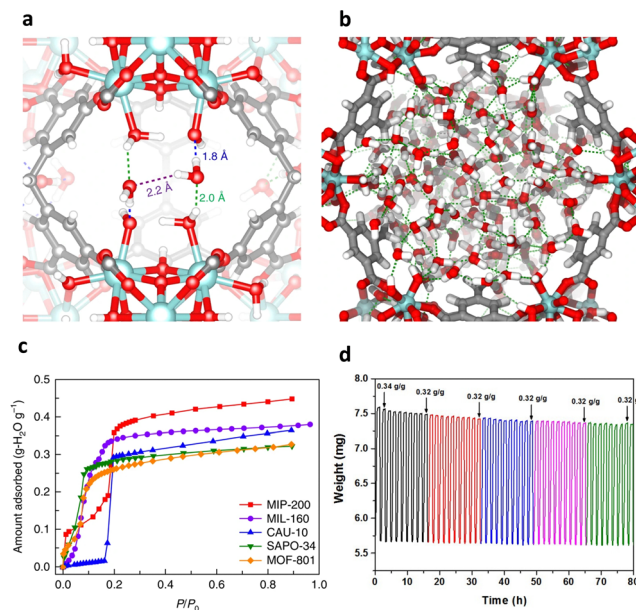 a
1.8 Å
2.2 Å
2.0 Å
b
c
Amount adsorbed (g-H2O g⁻¹)
0.5
0.4
0.3
0.2
0.1
0.0
0.0 0.2 0.4 0.6 0.8 1.0
P/P0
MIP-200
MIL-160
CAU-10
SAPO-34
MOF-801
d
0.34 g/g
0.32 g/g
0.32 g/g
0.32 g/g
0.32 g/g
0.32 g/g
Weight (mg)
7.5
7.0
6.5
6.0
5.5
0 10 20 30 40 50 60 70 80
Time (h)